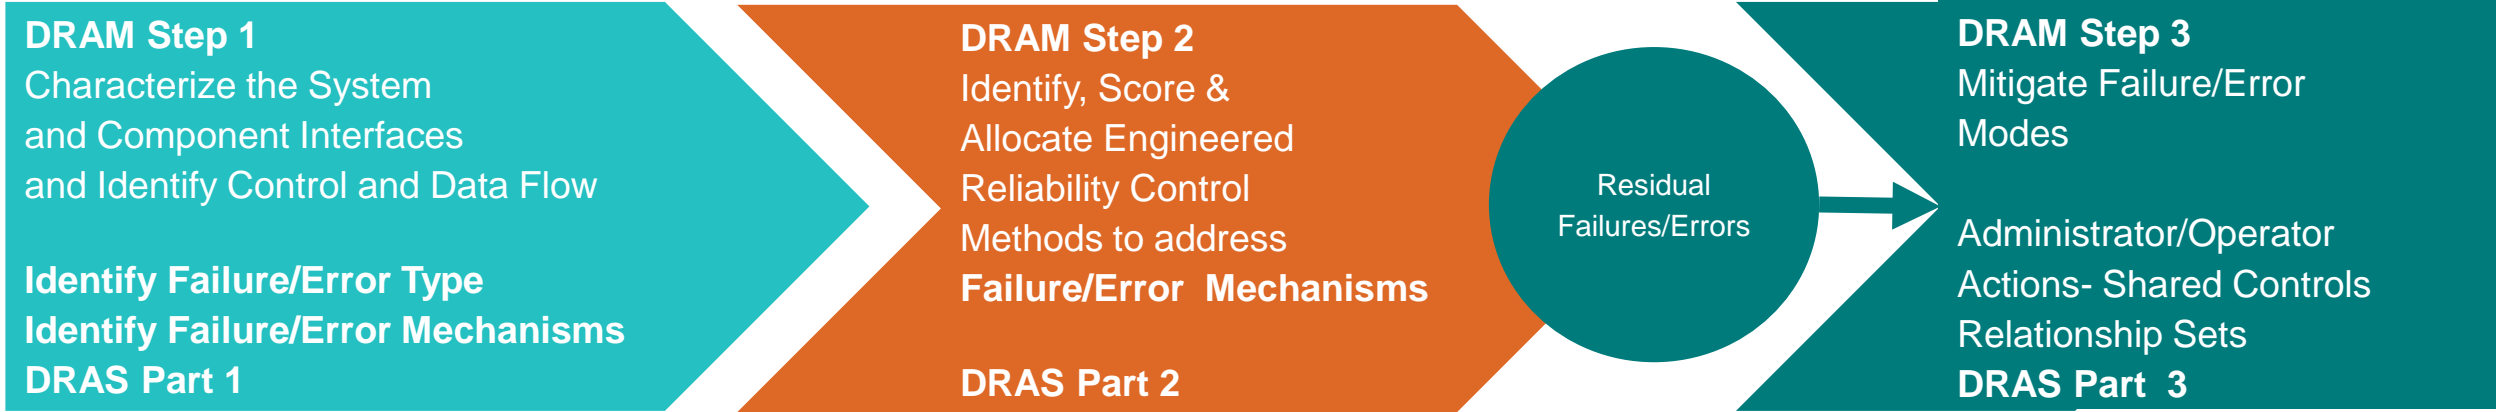 DRAM Step 1
Characterize the System
and Component Interfaces
and Identify Control and Data Flow
Identify Failure/Error Type
Identify Failure/Error Mechanisms
DRAS Part 1
DRAM Step 2
Identify, Score &
Allocate Engineered
Reliability Control
Methods to address
Failure/Error  Mechanisms
DRAS Part 2
Residual
Failures/Errors
DRAM Step 3
Mitigate Failure/Error
Modes
Administrator/Operator
Actions- Shared Controls
Relationship Sets
DRAS Part  3